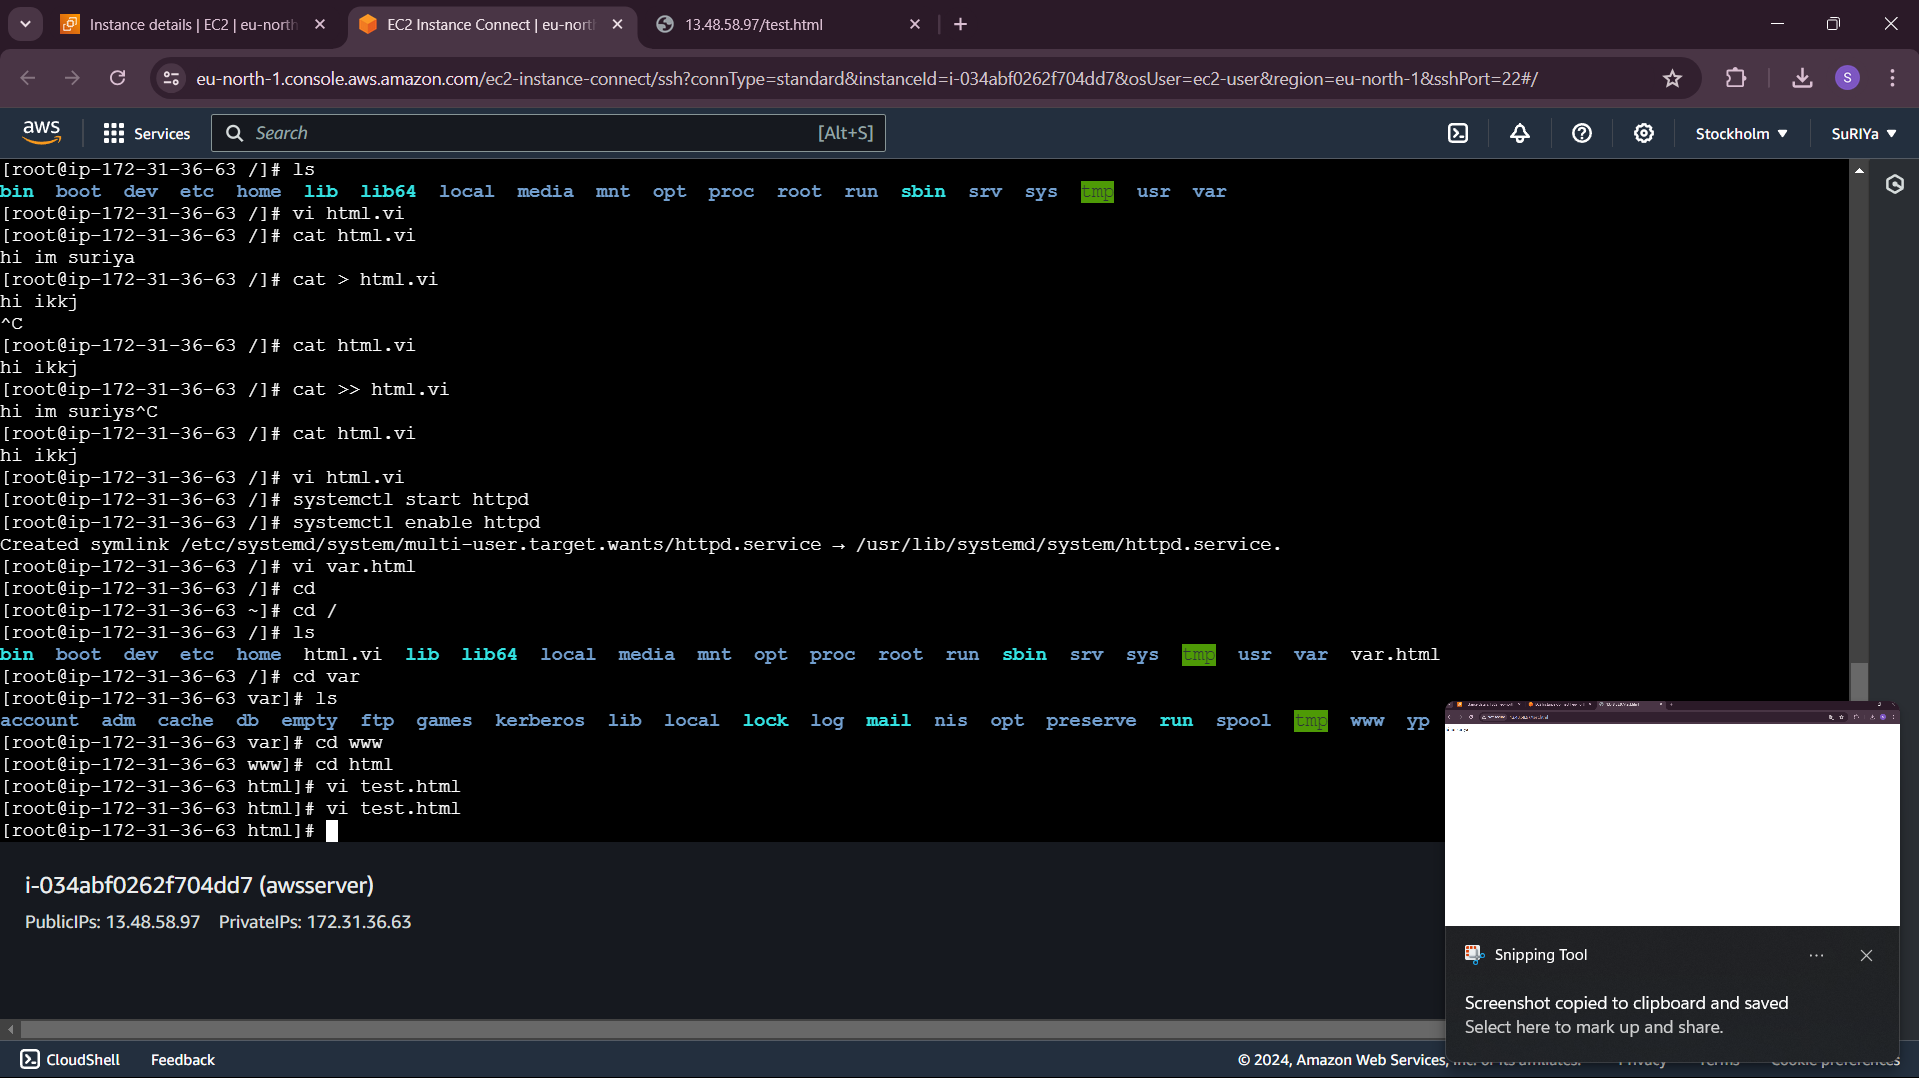 Instance details | EC2 | eu-north
EC2 Instance Connect | eu-nort
13.48.58.97/test.html
eu-north-1.console.aws.amazon.com/ec2-instance-connect/ssh?connType=standard&instanceId=i-034abf0262f704dd7&osUser=ec2-user&region=eu-north-1&sshPort=22#/
S
aws
Services
Search
[Alt+S]
Stockholm
SuRIYa
[root@ip-172-31-36-63 /]# ls
bin boot dev etc home lib lib64 local media mnt opt proc root run sbin srv sys tmp usr var
[root@ip-172-31-36-63 /]# vi html.vi
[root@ip-172-31-36-63 /]# cat html.vi
hi im suriya
[root@ip-172-31-36-63 /]# cat > html.vi
hi ikkj
^C
[root@ip-172-31-36-63 /]# cat html.vi
hi ikkj
[root@ip-172-31-36-63 /]# cat >> html.vi
hi im suriys^C
[root@ip-172-31-36-63 /]# cat html.vi
hi ikkj
[root@ip-172-31-36-63 /]# vi html.vi
[root@ip-172-31-36-63 /]# systemctl start httpd
[root@ip-172-31-36-63 /]# systemctl enable httpd
Created symlink /etc/systemd/system/multi-user.target.wants/httpd.service → /usr/lib/systemd/system/httpd.service.
[root@ip-172-31-36-63 /]# vi var.html
[root@ip-172-31-36-63 /]# cd
[root@ip-172-31-36-63 ~]# cd /
[root@ip-172-31-36-63 /]# ls
bin boot dev etc home html.vi lib lib64 local media mnt opt proc root run sbin srv sys tmp usr var var.html
[root@ip-172-31-36-63 /]# cd var
[root@ip-172-31-36-63 var]# ls
account adm cache db empty ftp games kerberos lib local lock log mail nis opt preserve run spool tmp www yp
[root@ip-172-31-36-63 var]# cd www
[root@ip-172-31-36-63 www]# cd html
[root@ip-172-31-36-63 html]# vi test.html
[root@ip-172-31-36-63 html]# vi test.html
[root@ip-172-31-36-63 html]#
i-034abf0262f704dd7 (awsserver)
PublicIPs: 13.48.58.97 PrivateIPs: 172.31.36.63
Snipping Tool
Screenshot copied to clipboard and saved
Select here to mark up and share.
CloudShell
Feedback
© 2024, Amazon Web Services,